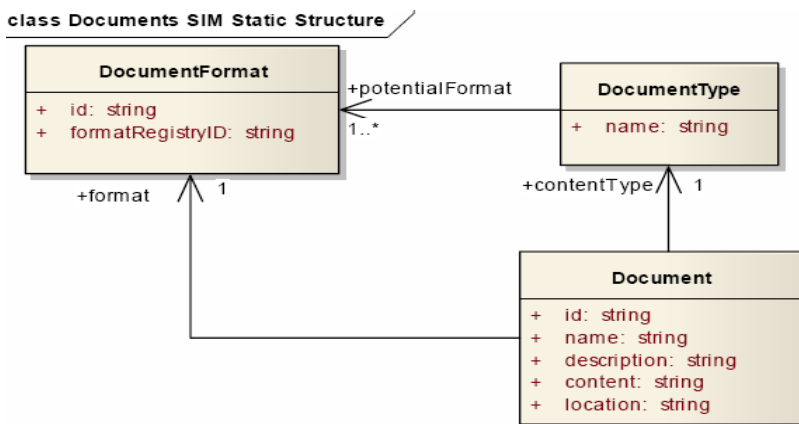 class Documents SIM Static Structure
DocumentFormat
+ id: string
+ formatRegistryID: string
+potentialFormat
1..*
DocumentType
+ name: string
+format
1
+contentType
1
Document
+ id: string
+ name: string
+ description: string
+ content: string
+ location: string